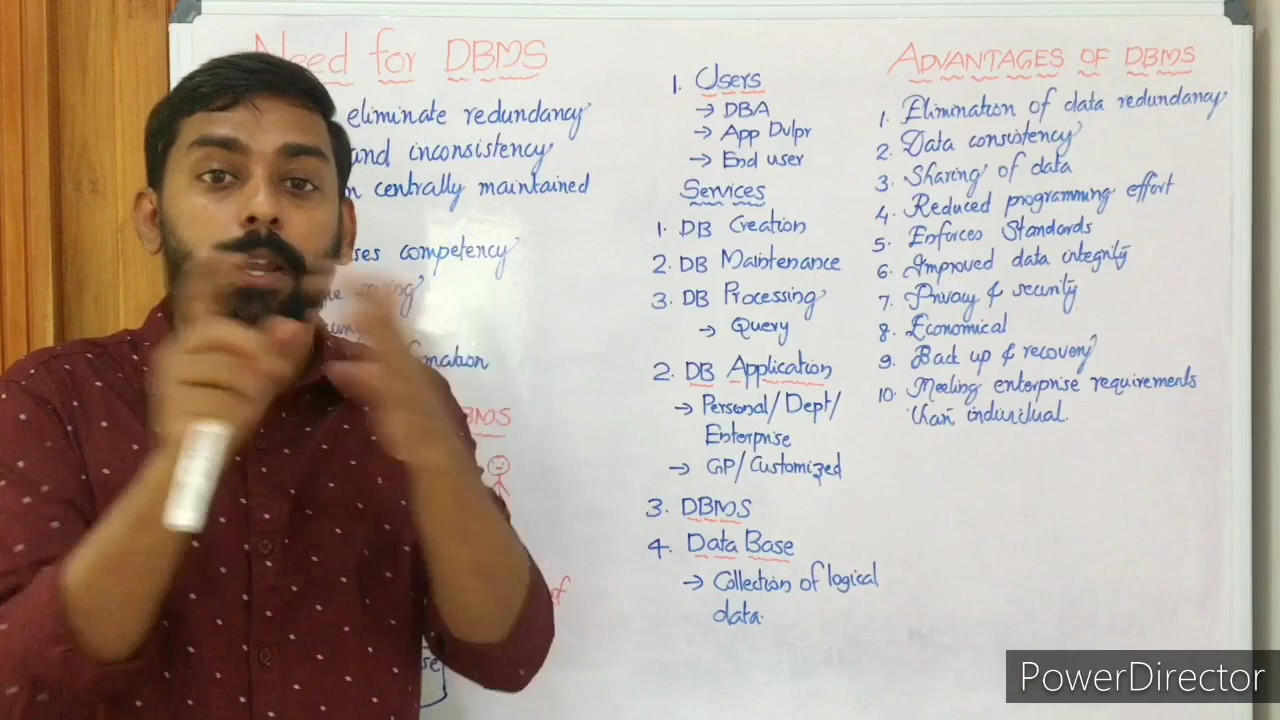 Need for DBMS
eliminate redundancy
and inconsistency
centrally maintained
competency
DBMS
of
1. Users
→ DBA
→ App Dvlpr
→ End user
Services
1. DB Creation
2. DB Maintenance
3. DB Processing
→ Query
2. DB Application
→ Personal/Dept/
Enterprise
→ GP/Customized
3. DBMS
4. Data Base
→ Collection of logical
data.
ADVANTAGES OF DBMS
1. Elimination of data redundancy
2. Data consistency
3. Sharing of data
4. Reduced programming effort
5. Enforces Standards
6. Improved data integrity
7. Privacy & security
8. Economical
9. Back up & recovery
10. Meeting enterprise requirements
than individual.
PowerDirector